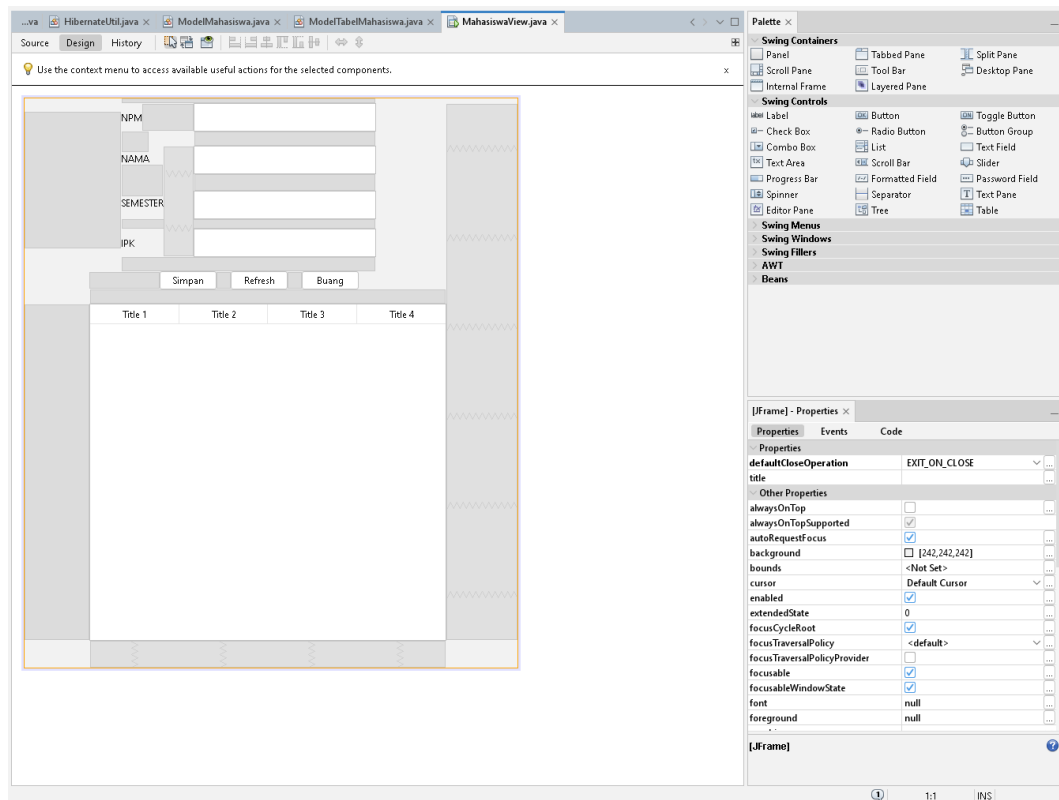 ...va HibernateUtil.java × ModelMahasiswa.java × ModelTabelMahasiswa.java × MahasiswaView.java ×
Source Design History
Use the context menu to access available useful actions for the selected components. x
NPM
NAMA
SEMESTER
IPK
Simpan Refresh Buang
Title 1 Title 2 Title 3 Title 4
Palette ×
Swing Containers
Panel Tabbed Pane Split Pane
Scroll Pane Tool Bar Desktop Pane
Internal Frame Layered Pane
Swing Controls
label Label OK Button ON Toggle Button
Check Box Radio Button Button Group
Combo Box List Text Field
Text Area Scroll Bar Slider
Progress Bar Formatted Field Password Field
Spinner Separator T Text Pane
Editor Pane Tree Table
Swing Menus
Swing Windows
Swing Fillers
AWT
Beans
[JFrame] - Properties ×
Properties Events Code
Properties
defaultCloseOperation EXIT_ON_CLOSE ...
title ...
Other Properties
alwaysOnTop ...
alwaysOnTopSupported
autoRequestFocus ...
background [242,242,242] ...
bounds <Not Set> ...
cursor Default Cursor ...
enabled ...
extendedState 0 ...
focusCycleRoot ...
focusTraversalPolicy <default> ...
focusTraversalPolicyProvider ...
focusable ...
focusableWindowState ...
font null ...
foreground null ...
[JFrame] ?
1 1:1 INS